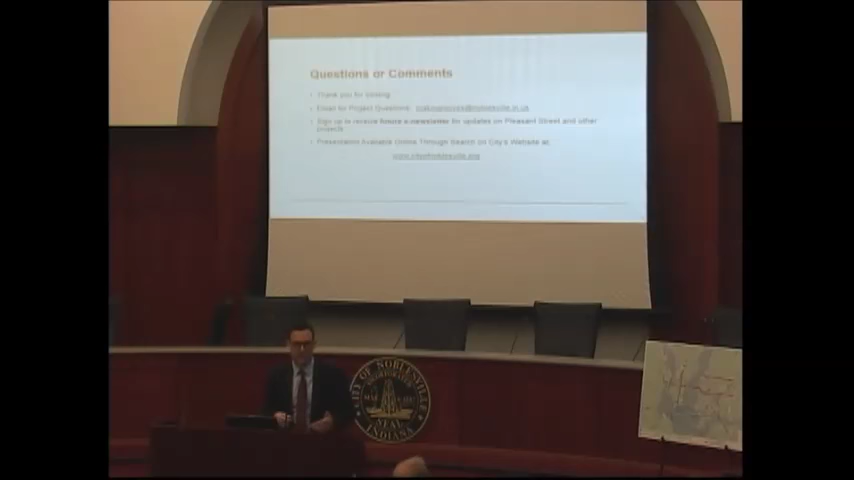 Questions or Comments
Thank you for coming
Email for Project Questions:
Sign up to receive future e-newsletter for updates on Pleasant Street and other
projects
Presentation Available Online Through Search on City's Website at:
CITY OF NOBLESVILLE
INCORPORATED
SEAL
INDIANA